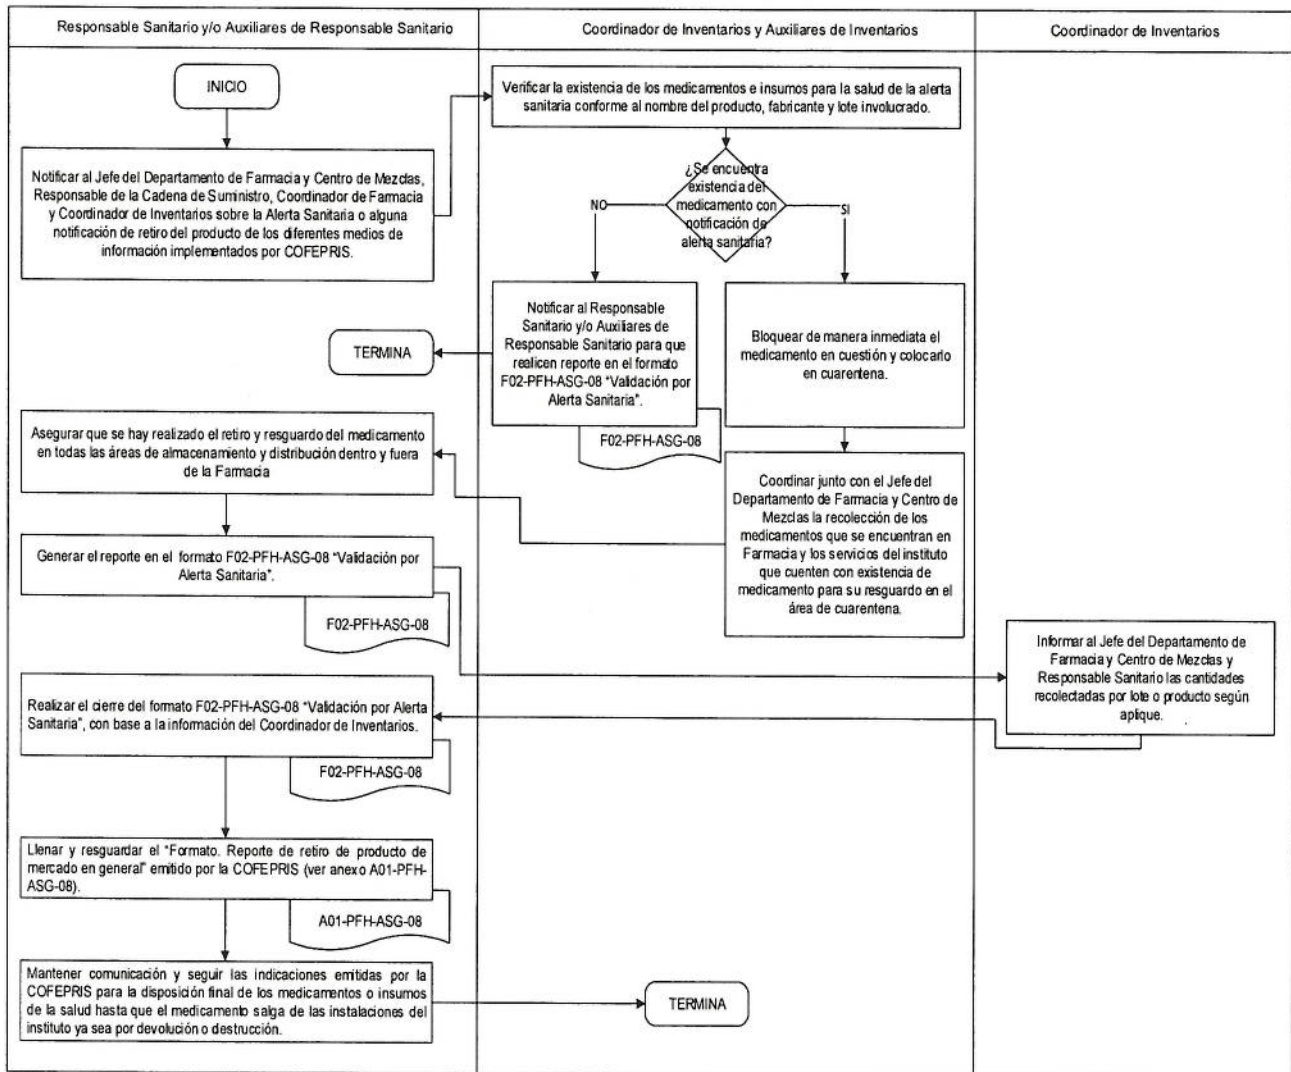 Responsable Sanitario y/o Auxiliares de Responsable Sanitario
Coordinador de Inventarios y Auxiliares de Inventarios
Coordinador de Inventarios
INICIO
Notificar al Jefe del Departamento de Farmacia y Centro de Mezclas,
Responsable de la Cadena de Suministro, Coordinador de Farmacia
y Coordinador de Inventarios sobre la Alerta Sanitaria o alguna
notificación de retiro del producto de los diferentes medios de
información implementados por COFEPRIS.
Verificar la existencia de los medicamentos e insumos para la salud de la alerta
sanitaria conforme al nombre del producto, fabricante y lote involucrado.
¿Se encuentra
existencia del
medicamento con
notificación de
alerta sanitaria?
NO
SI
Notificar al Responsable
Sanitario y/o Auxiliares de
Responsable Sanitario para que
realicen reporte en el formato
F02-PFH-ASG-08 "Validación por
Alerta Sanitaria".
F02-PFH-ASG-08
TERMINA
Bloquear de manera inmediata el
medicamento en cuestión y colocarlo
en cuarentena.
Coordinar junto con el Jefe del
Departamento de Farmacia y Centro de
Mezclas la recolección de los
medicamentos que se encuentran en
Farmacia y los servicios del instituto
que cuenten con existencia de
medicamento para su resguardo en el
área de cuarentena.
Asegurar que se hay realizado el retiro y resguardo del medicamento
en todas las áreas de almacenamiento y distribución dentro y fuera
de la Farmacia
Generar el reporte en el formato F02-PFH-ASG-08 "Validación por
Alerta Sanitaria".
F02-PFH-ASG-08
Informar al Jefe del Departamento de
Farmacia y Centro de Mezclas y
Responsable Sanitario las cantidades
recolectadas por lote o producto según
aplique.
Realizar el cierre del formato F02-PFH-ASG-08 "Validación por Alerta
Sanitaria", con base a la información del Coordinador de Inventarios.
F02-PFH-ASG-08
Llenar y resguardar el "Formato. Reporte de retiro de producto de
mercado en general" emitido por la COFEPRIS (ver anexo A01-PFH-
ASG-08).
A01-PFH-ASG-08
Mantener comunicación y seguir las indicaciones emitidas por la
COFEPRIS para la disposición final de los medicamentos o insumos
de la salud hasta que el medicamento salga de las instalaciones del
instituto ya sea por devolución o destrucción.
TERMINA